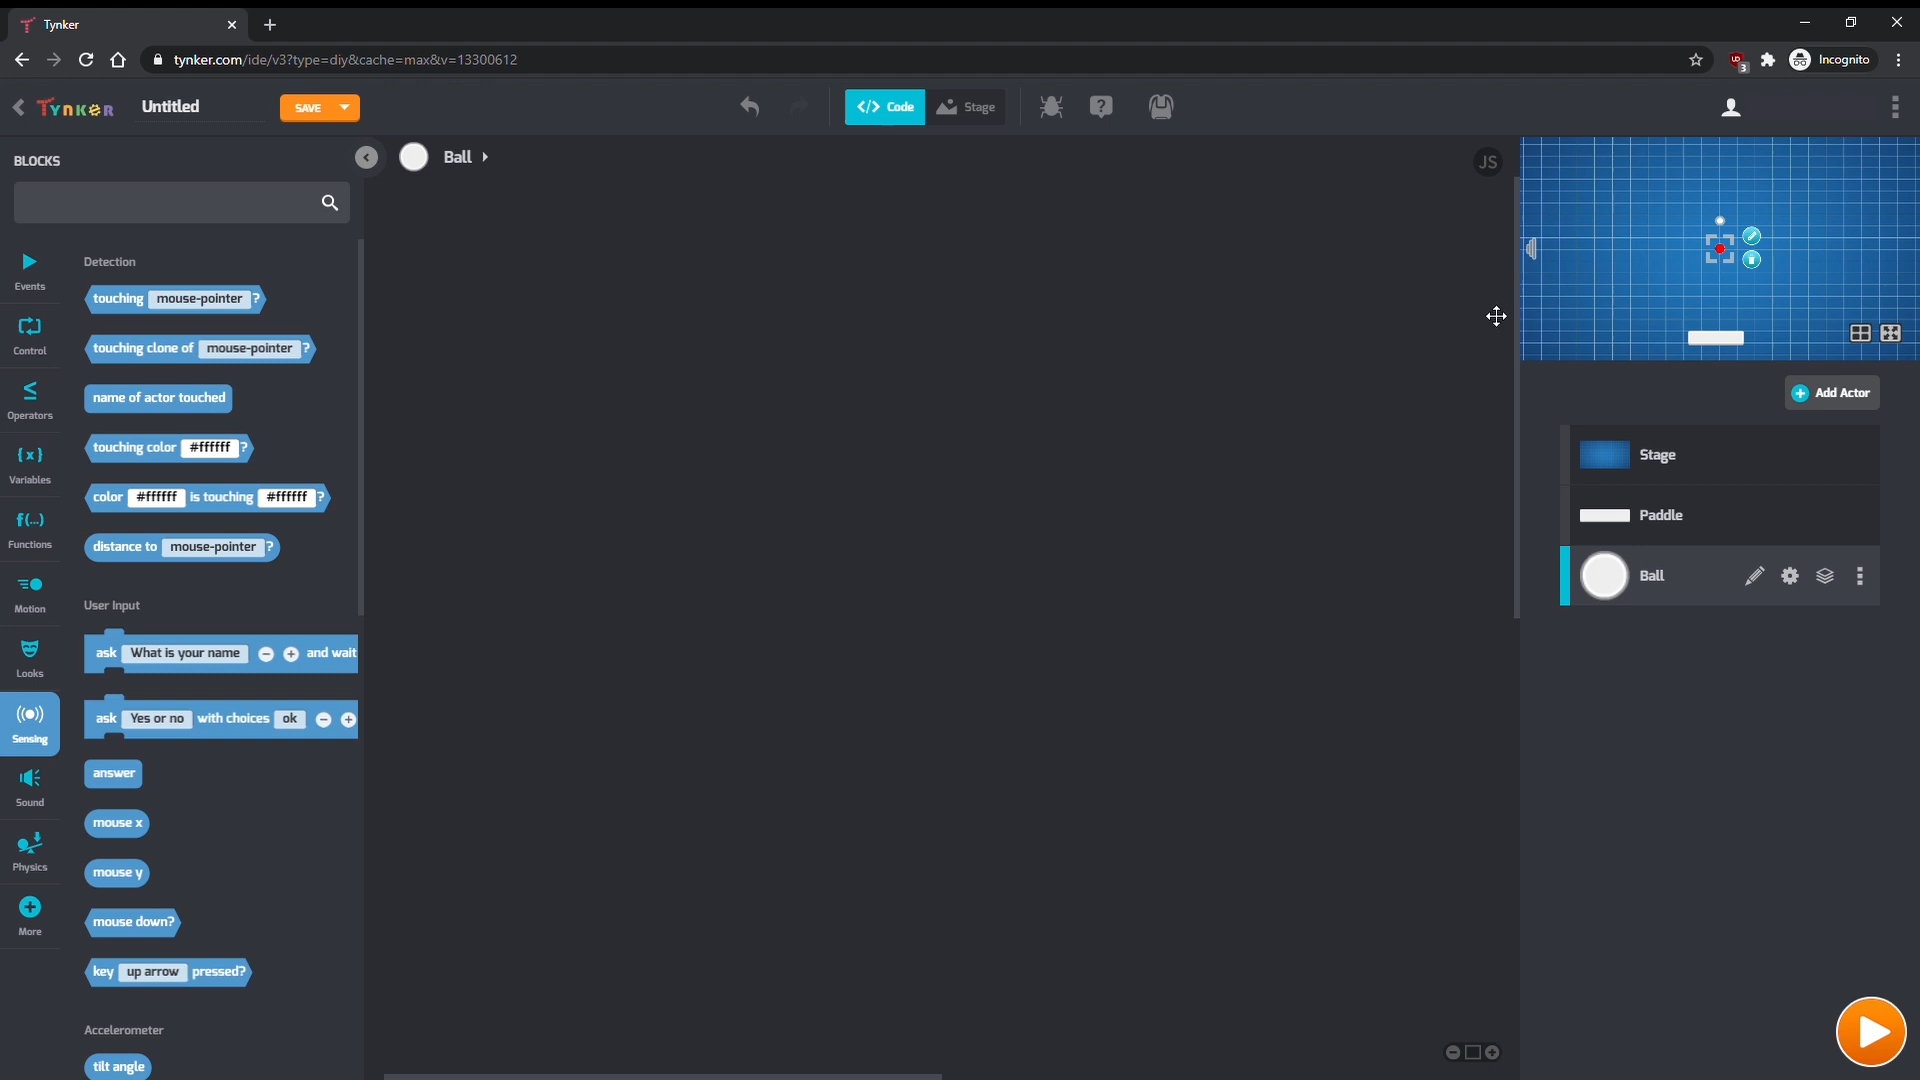 Tynker
tynker.com/ide/v3?type=diy&cache=max&v=13300612
3
Incognito
TYNKER
Untitled
SAVE
</> Code
Stage
?
BLOCKS
Ball
JS
Events
Control
Operators
{x}
Variables
f(...)
Functions
Motion
Looks
Sensing
Sound
Physics
More
Detection
touching mouse-pointer ?
touching clone of mouse-pointer ?
name of actor touched
touching color #ffffff ?
color #ffffff is touching #ffffff ?
distance to mouse-pointer ?
User Input
ask What is your name and wait
ask Yes or no with choices ok
answer
mouse x
mouse y
mouse down?
key up arrow pressed?
Accelerometer
tilt angle
Add Actor
Stage
Paddle
Ball